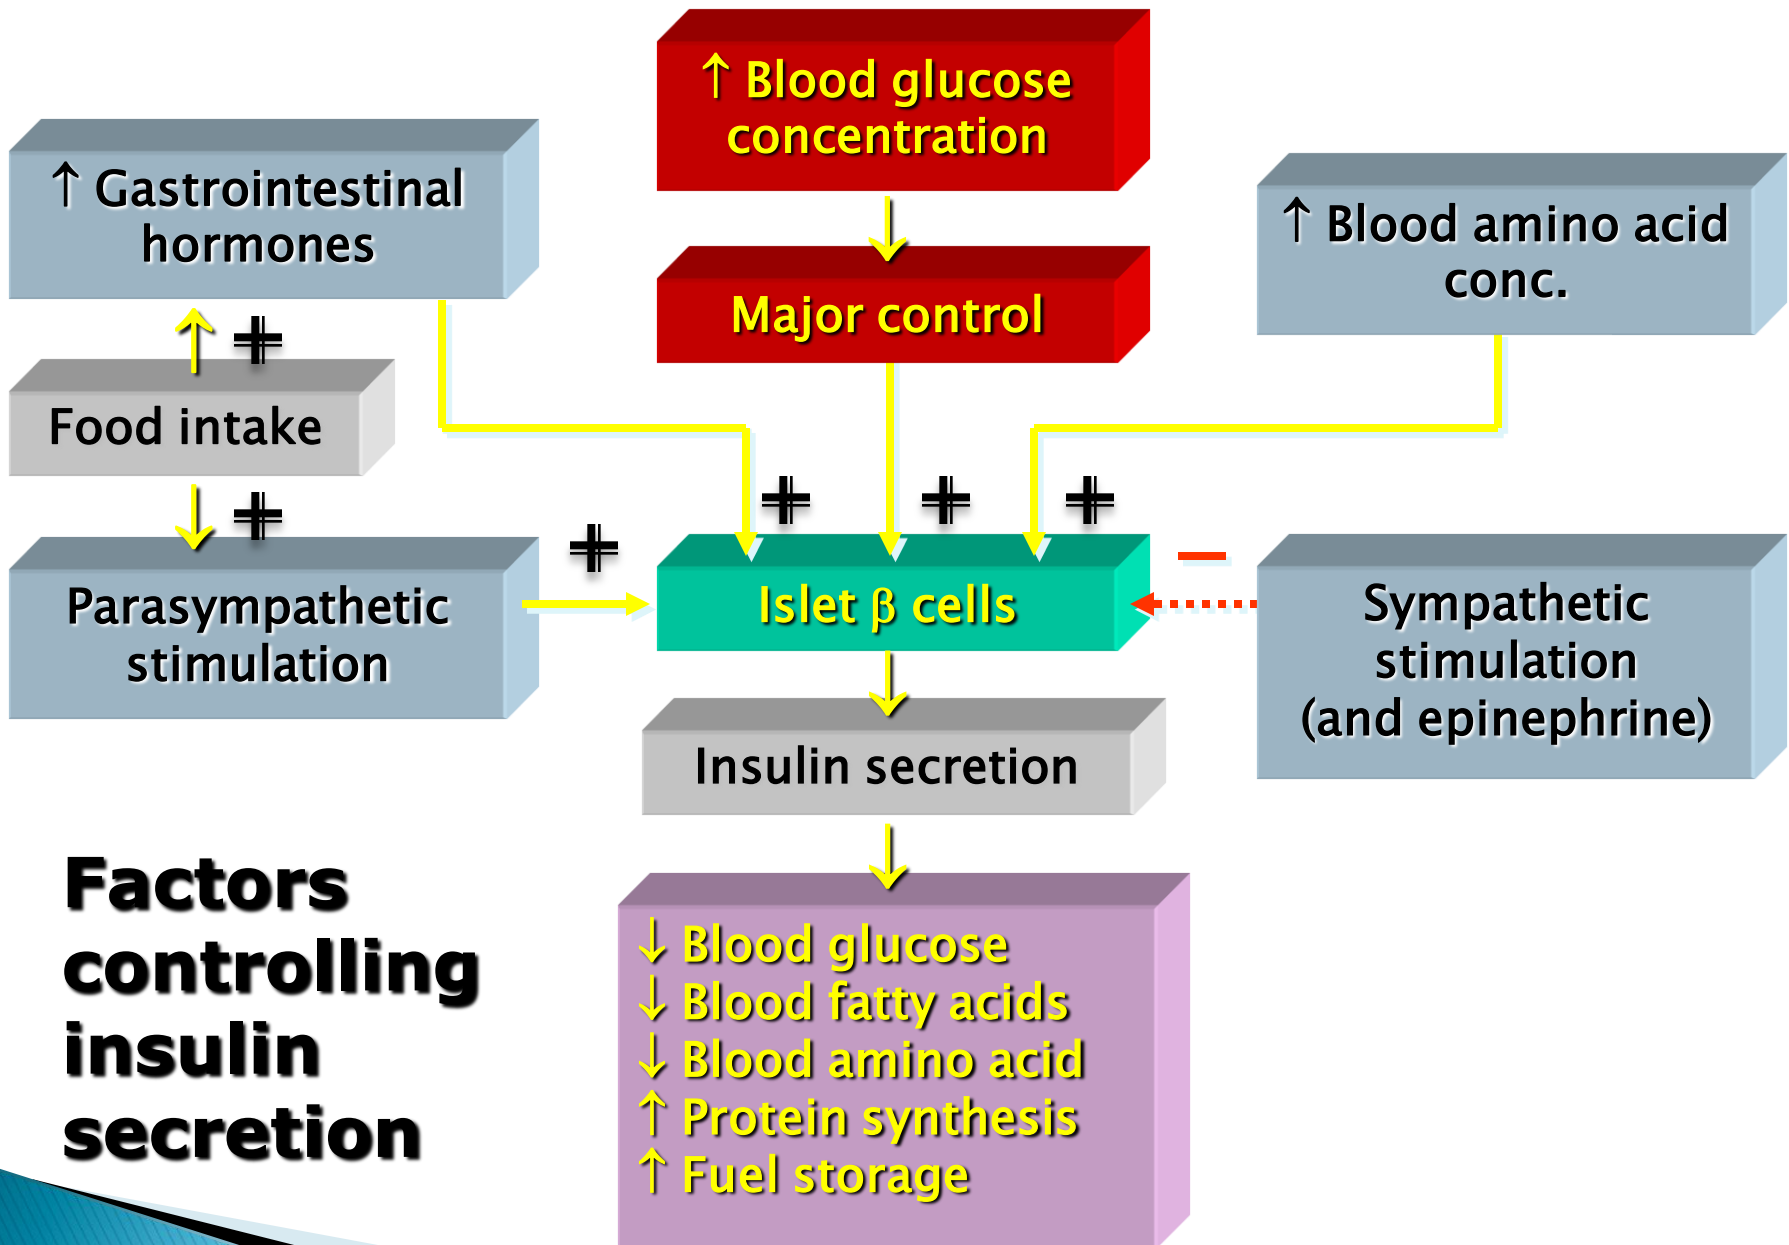 ↑ Blood glucose
concentration
↑ Gastrointestinal
hormones
↑ Blood amino acid
conc.
Major control
+
Food intake
+
+
+
+
+
–
Parasympathetic
stimulation
Islet β cells
Sympathetic
stimulation
(and epinephrine)
Insulin secretion
Factors
controlling
insulin
secretion
↓ Blood glucose
↓ Blood fatty acids
↓ Blood amino acid
↑ Protein synthesis
↑ Fuel storage